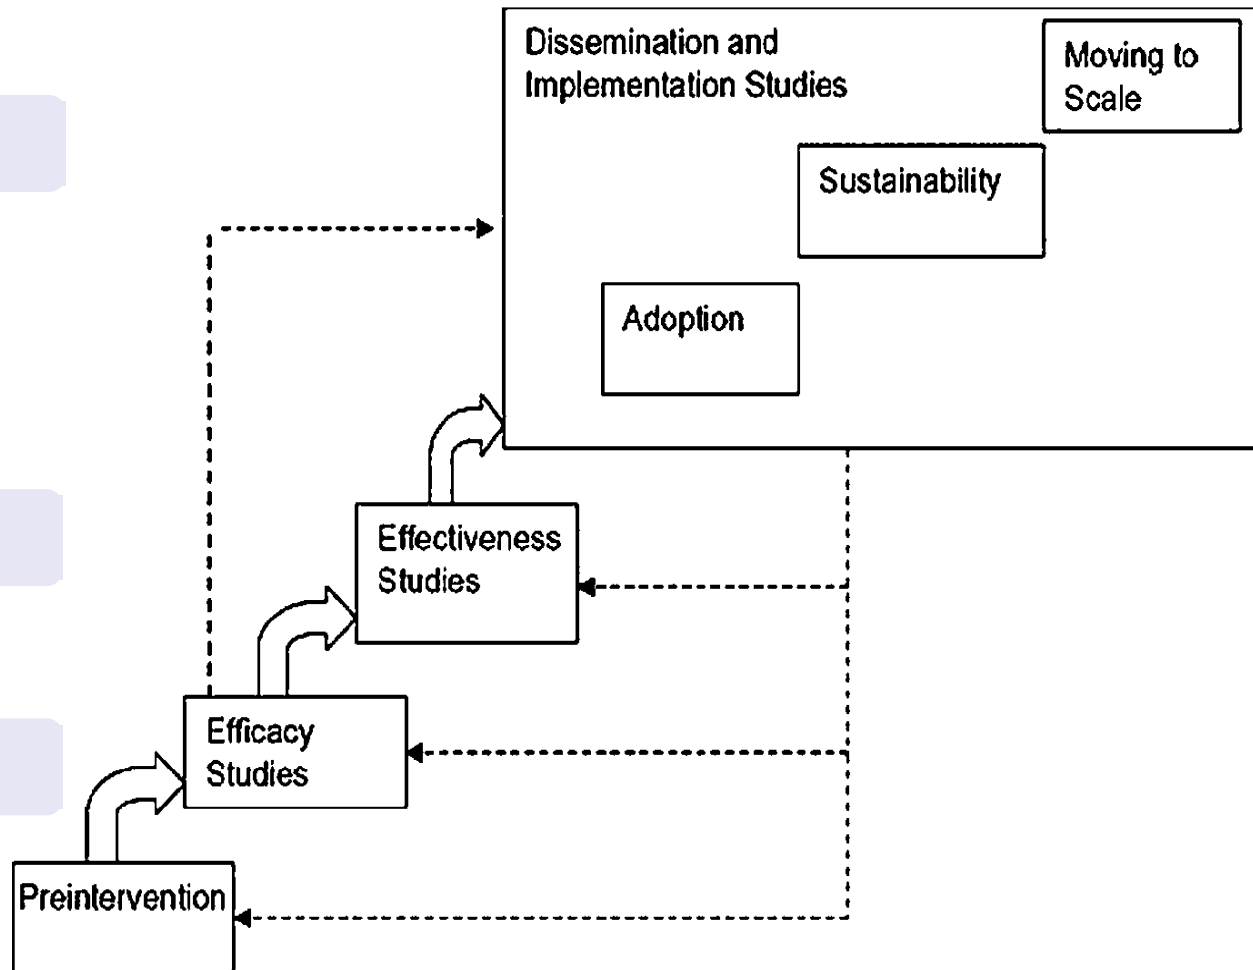 Dissemination and
Implementation Studies
Moving to
Scale
Sustainability
Adoption
Effectiveness
Studies
Efficacy
Studies
Preintervention